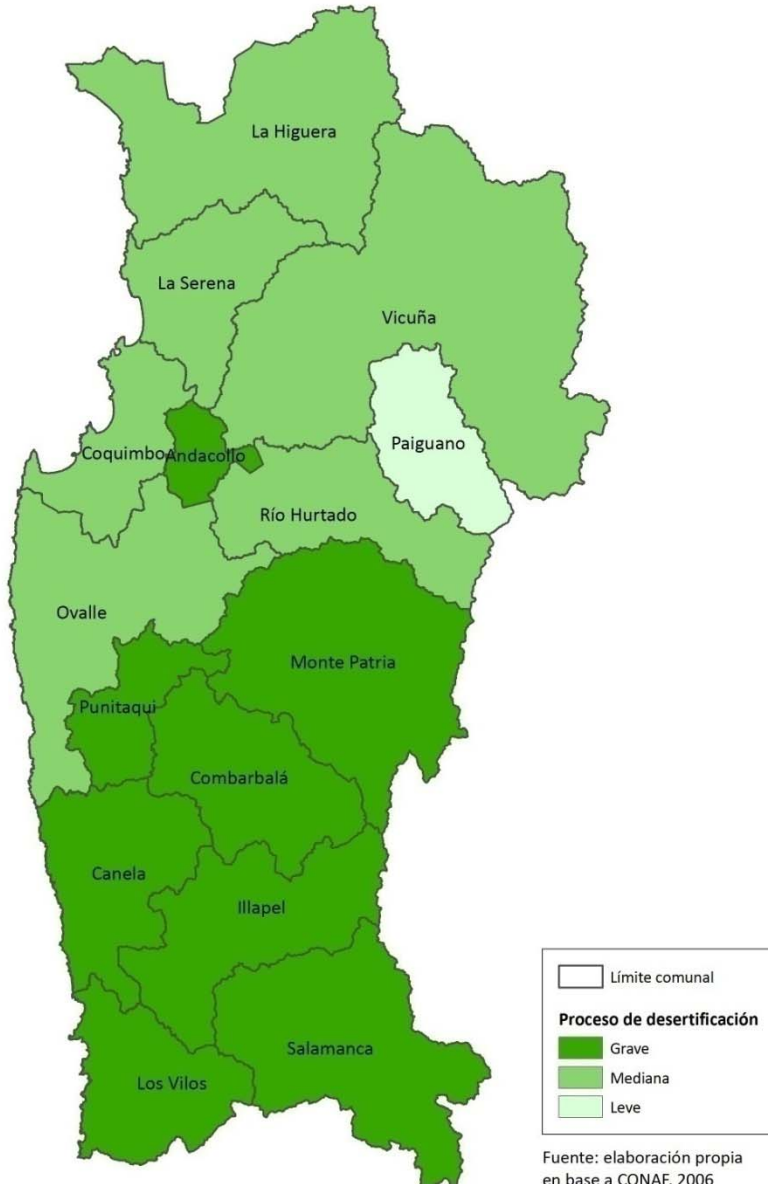 La Higuera
La Serena
Vicuña
Paiguano
Coquimbo
Andacollo
Río Hurtado
Ovalle
Monte Patria
Punitaqui
Combarbalá
Canela
Illapel
Salamanca
Los Vilos
Límite comunal
Proceso de desertificación
Grave
Mediana
Leve
Fuente: elaboración propia
en base a CONAF, 2006